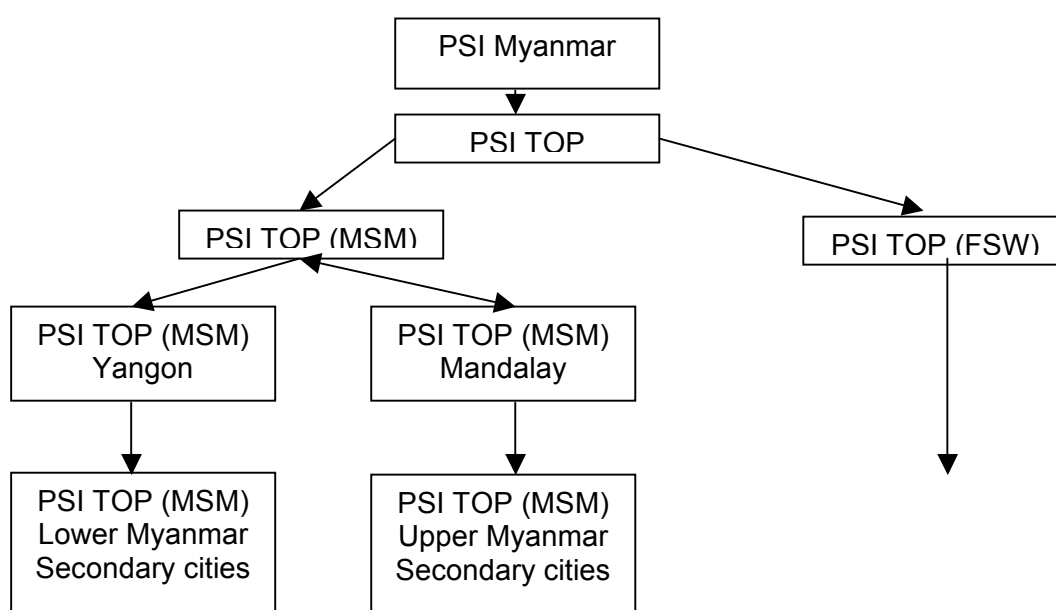 PSI Myanmar
PSI TOP
PSI TOP (MSM)
PSI TOP (FSW)
PSI TOP (MSM)
Yangon
PSI TOP (MSM)
Mandalay
PSI TOP (MSM)
Lower Myanmar
Secondary cities
PSI TOP (MSM)
Upper Myanmar
Secondary cities